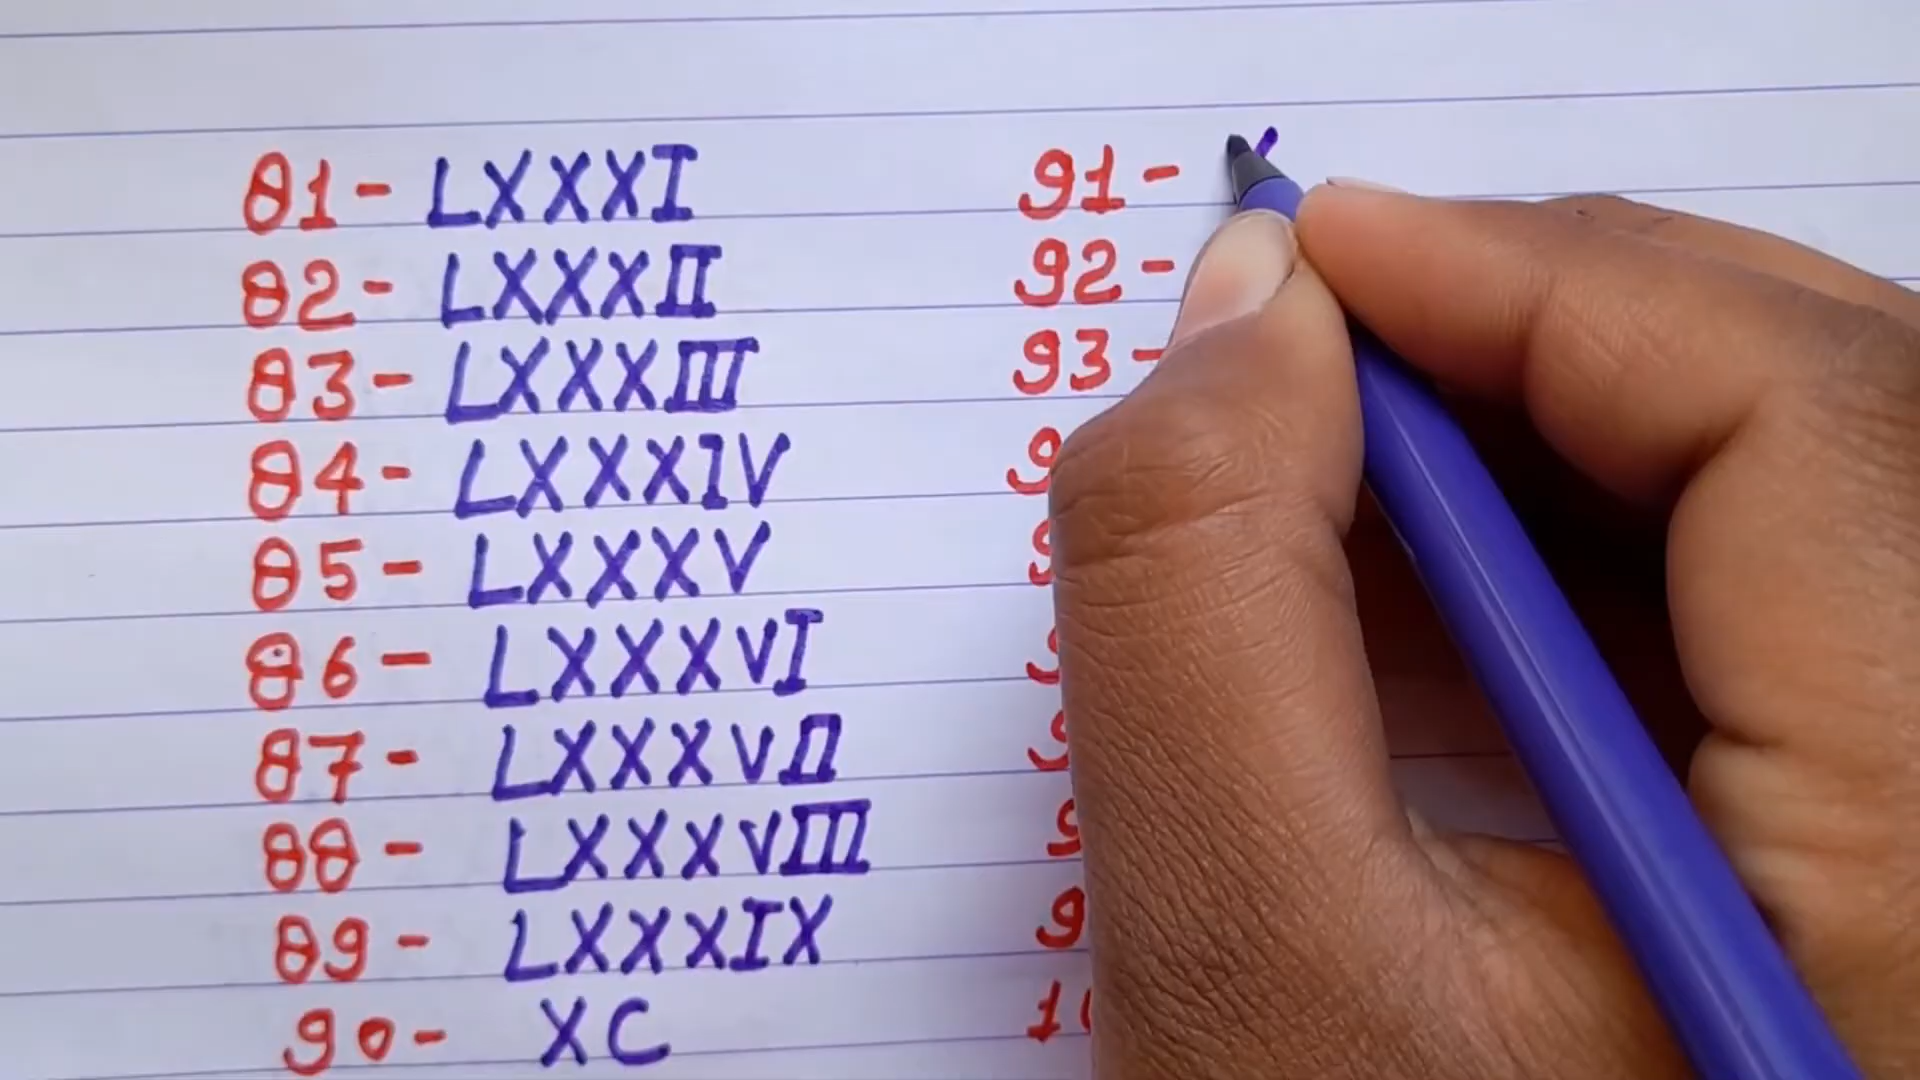 81- LXXXI
82- LXXXII
83- LXXXIII
84- LXXXIV
85- LXXXV
86- LXXXVI
87- LXXXVII
88- LXXXVIII
89- LXXXIX
90- XC
91-
92-
93-